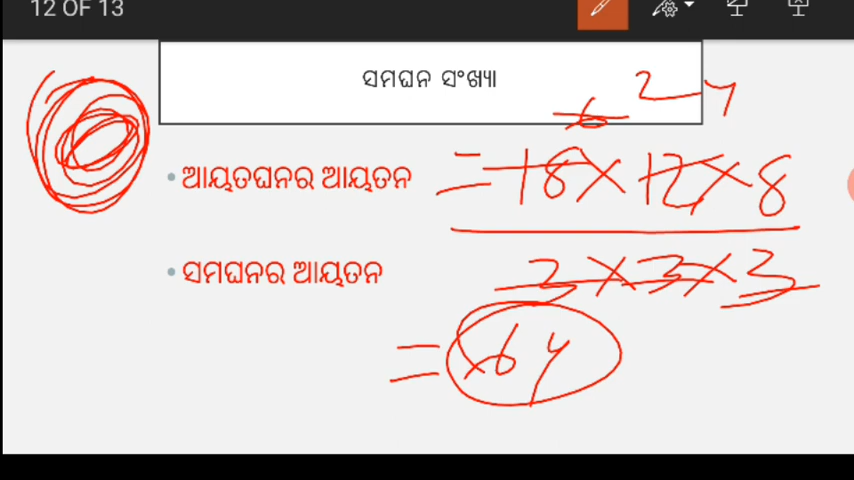 12 OF 13
ସମଘନ ସଂଖ୍ୟା
6 2 4
• ଆୟତଘନର ଆୟତନ = 18 × 12 × 8
• ସମଘନର ଆୟତନ 3 × 3 × 3
= 64